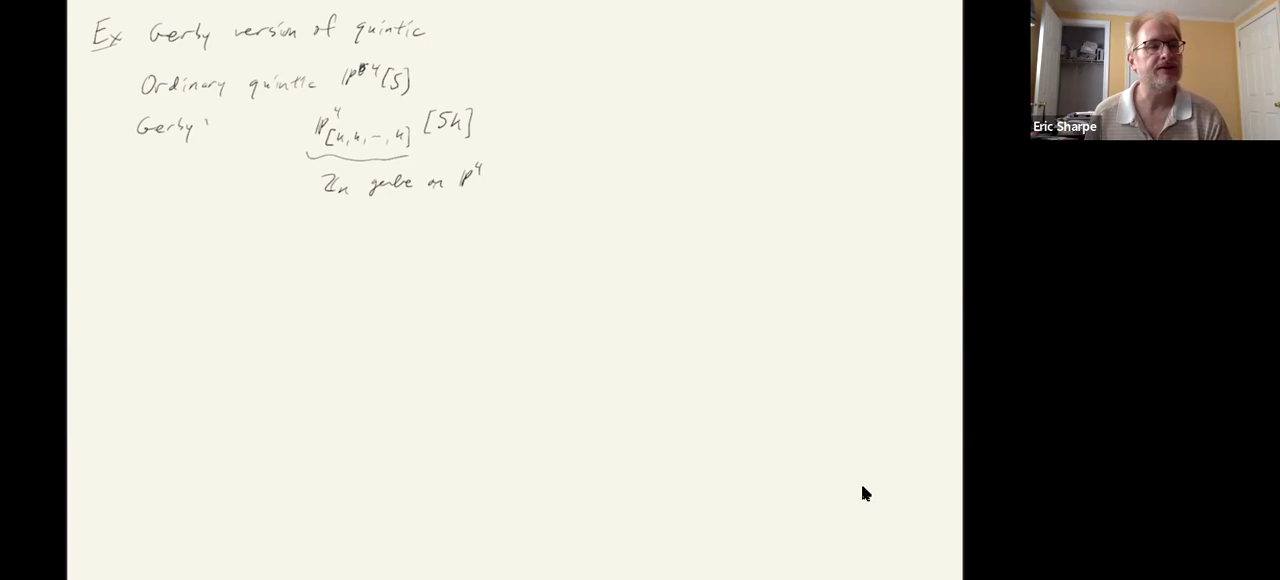 Ex Gerby version of quintic
Ordinary quintic ℙ⁴[5]
Gerby: ℙ⁴[k,k,-,k] [5k]
ℤₖ gerbe on ℙ⁴
Eric Sharpe